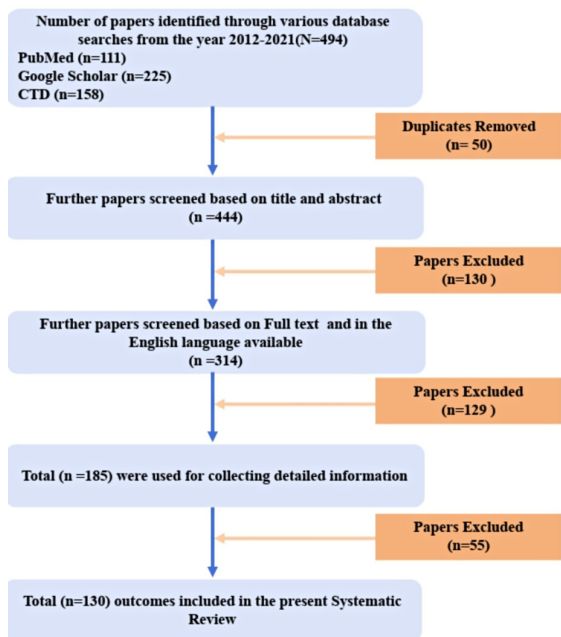 Number of papers identified through various database
searches from the year 2012-2021(N=494)
PubMed (n=111)
Google Scholar (n=225)
CTD (n=158)
Duplicates Removed
(n= 50)
Further papers screened based on title and abstract
(n =444)
Papers Excluded
(n=130 )
Further papers screened based on Full text  and in the
English language available
(n =314)
Papers Excluded
(n=129 )
Total (n =185) were used for collecting detailed information
Papers Excluded
(n=55)
Total (n=130) outcomes included in the present Systematic
Review